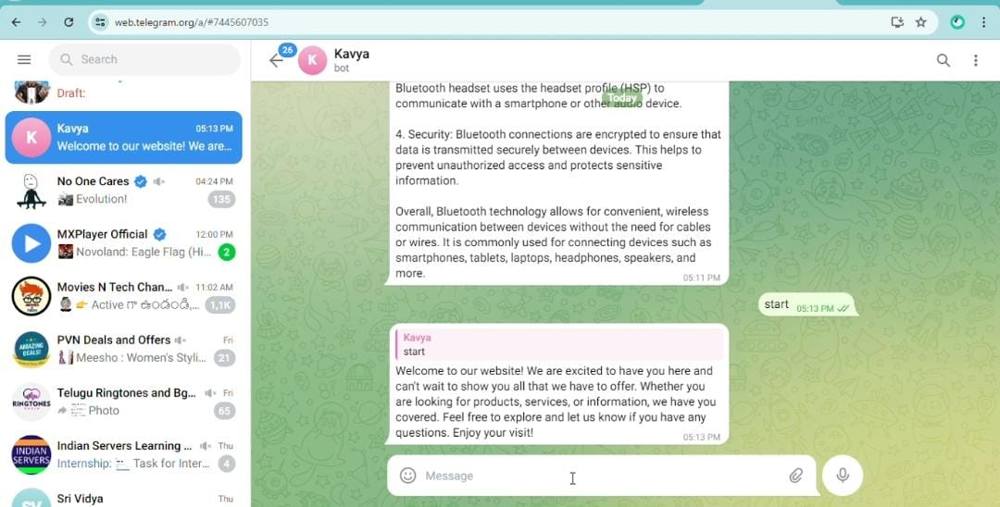 web.telegram.org/a/#7445607035
Search
Draft:
Kavya
05:13 PM
Welcome to our website! We are...
No One Cares
04:24 PM
Evolution!
135
MXPlayer Official
12:00 PM
Novoland: Eagle Flag (Hi...
2
Movies N Tech Chan...
11:02 AM
Active గా ఉండండి,...
1,1K
AMAZING
DEALS!
PVN Deals and Offers
Fri
Meesho : Women's Styli...
21
RINGTONES
Telugu Ringtones and Bg...
Fri
Photo
65
INDIAN
SERVERS
Indian Servers Learning ...
Thu
Internship: Task for Inter...
4
SV
Sri Vidya
Thu
26
K
Kavya
bot
Today
Bluetooth headset uses the headset profile (HSP) to
communicate with a smartphone or other audio device.
4. Security: Bluetooth connections are encrypted to ensure that
data is transmitted securely between devices. This helps to
prevent unauthorized access and protects sensitive
information.
Overall, Bluetooth technology allows for convenient, wireless
communication between devices without the need for cables
or wires. It is commonly used for connecting devices such as
smartphones, tablets, laptops, headphones, speakers, and
more.
05:11 PM
start
05:13 PM
Kavya
start
Welcome to our website! We are excited to have you here and
can't wait to show you all that we have to offer. Whether you
are looking for products, services, or information, we have you
covered. Feel free to explore and let us know if you have any
questions. Enjoy your visit!
05:13 PM
Message